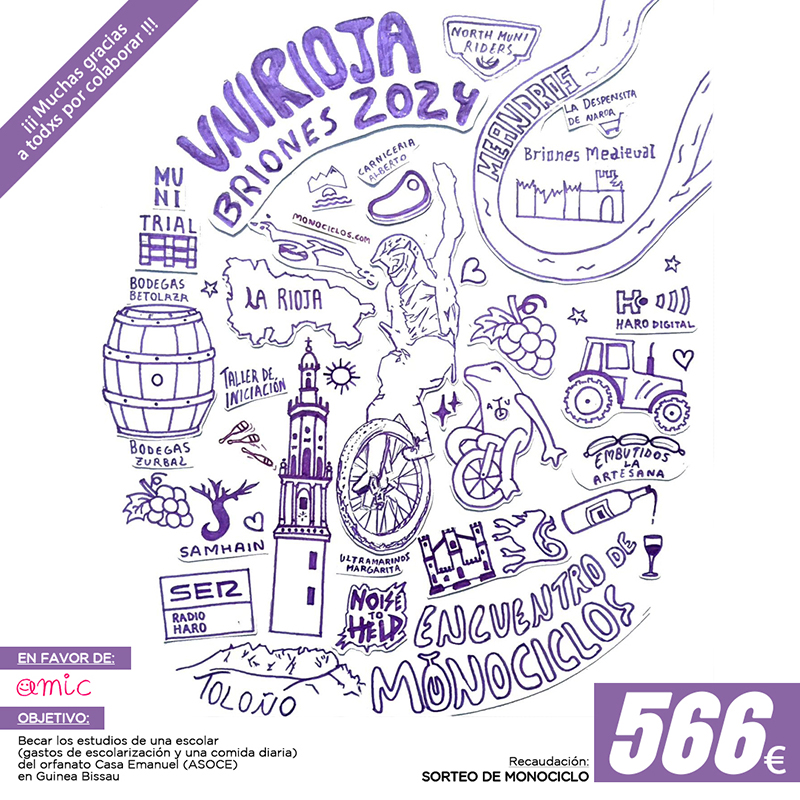 ¡¡¡ Muchas gracias
a todxs por colaborar !!!
UNIRIOJA
BRIONES 2024
NORTH MUNI
RIDERS
MEANDROS
LA DESPENSITA
DE NAROA
Briones Medieval
CARNICERIA
ALBERTO
MONOCICLOS.COM
MU
NI
TRIAL
BODEGAS
BETOLAZA
LA RIOJA
HARO DIGITAL
TALLER DE
INICIACIÓN
BODEGAS
ZURBAL
EMBUTIDOS
LA
ARTESANA
SAMHAIN
ULTRAMARINOS
MARGARITA
SER
RADIO
HARO
NOISE
TO
HELP
ENCUENTRO DE
MONOCICLOS
TOLOÑO
EN FAVOR DE:
amic
OBJETIVO:
Becar los estudios de una escolar
(gastos de escolarización y una comida diaria)
del orfanato Casa Emanuel (ASOCE)
en Guinea Bissau
Recaudación:
SORTEO DE MONOCICLO
566€